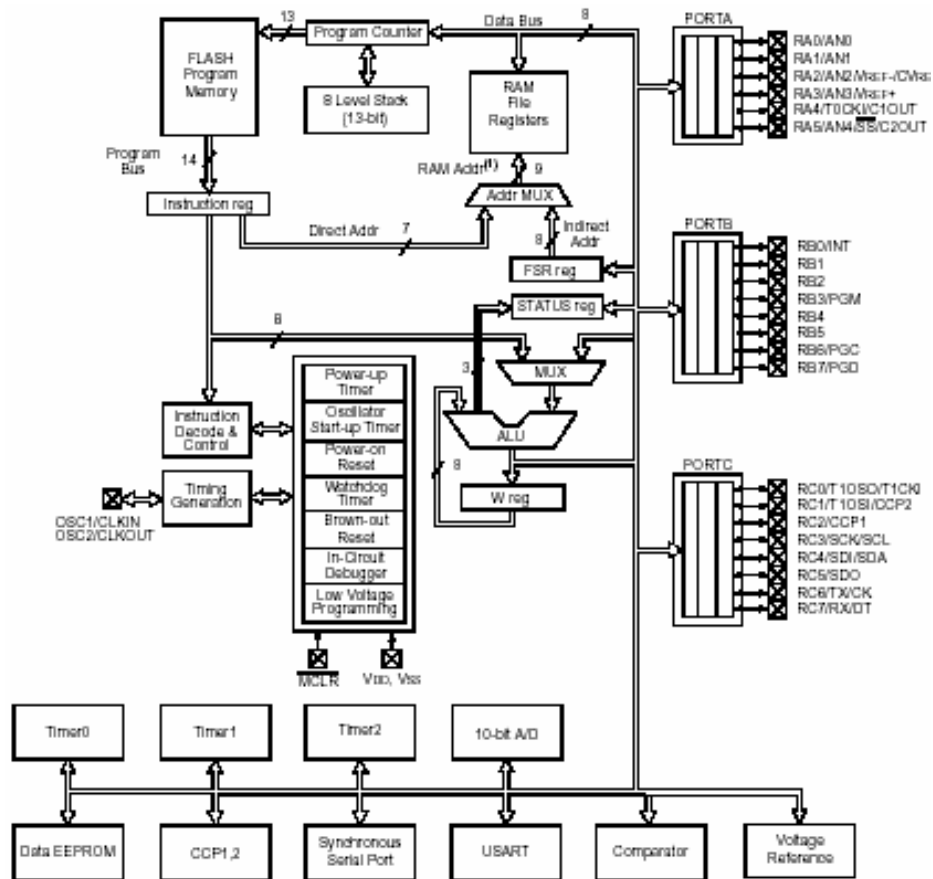 13
Program Counter
Data Bus
8
PORTA
FLASH
Program
Memory
8 Level Stack
(13-bit)
RAM
File
Registers
RA0/AN0
RA1/AN1
RA2/AN2/VREF-/CVREF
RA3/AN3/VREF+
RA4/T0CKI/C1OUT
RA5/AN4/SS/C2OUT
Program
Bus
14
RAM Addr(1)
9
Addr MUX
Instruction reg
Direct Addr
7
8
Indirect
Addr
FSR reg
STATUS reg
PORTB
RB0/INT
RB1
RB2
RB3/PGM
RB4
RB5
RB6/PGC
RB7/PGD
8
3
MUX
Power-up
Timer
Oscillator
Start-up Timer
Power-on
Reset
Watchdog
Timer
Brown-out
Reset
In-Circuit
Debugger
Low Voltage
Programming
Instruction
Decode &
Control
Timing
Generation
OSC1/CLKIN
OSC2/CLKOUT
ALU
8
W reg
PORTC
RC0/T1OSO/T1CKI
RC1/T1OSI/CCP2
RC2/CCP1
RC3/SCK/SCL
RC4/SDI/SDA
RC5/SDO
RC6/TX/CK
RC7/RX/DT
MCLR
VDD, VSS
Timer0
Timer1
Timer2
10-bit A/D
Data EEPROM
CCP1,2
Synchronous
Serial Port
USART
Comparator
Voltage
Reference